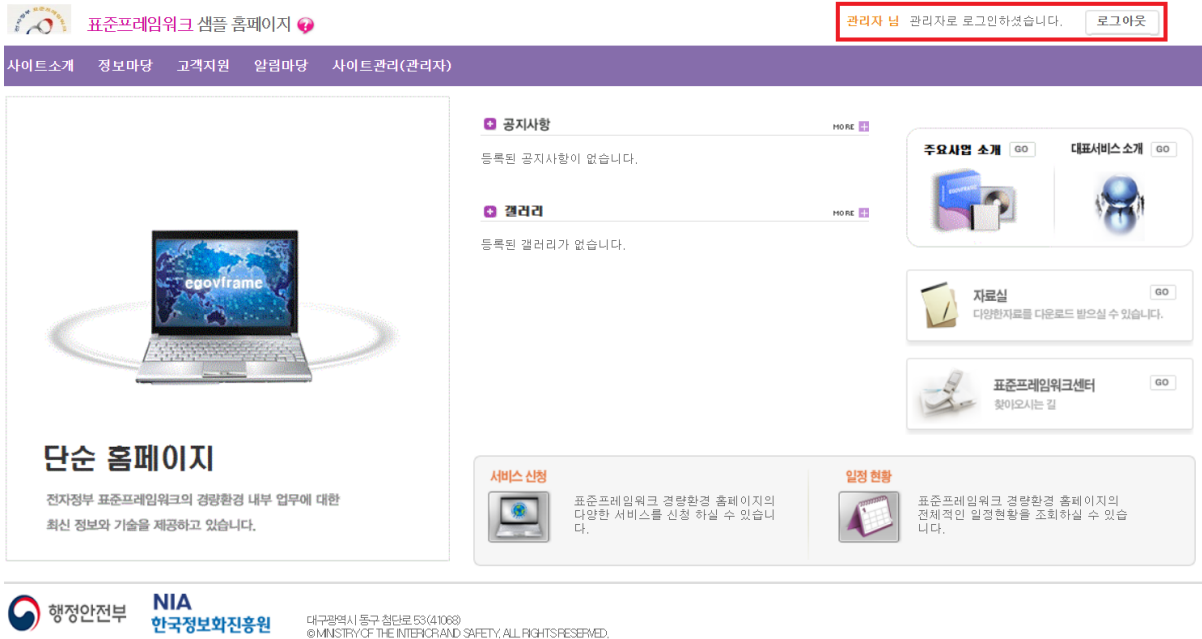 표준프레임워크 샘플 홈페이지 ?
관리자 님 관리자로 로그인하셧습니다. 로그아웃
사이트소개 정보마당 고객지원 알림마당 사이트관리(관리자)
공지사항 MORE
등록된 공지사항이 없습니다.
갤러리 MORE
등록된 갤러리가 없습니다.
주요사업 소개 GO
대표서비스 소개 GO
EGOVFRAME
egovframe
자료실 GO
다양한자료를 다운로드 받으실 수 있습니다.
표준프레임워크센터 GO
찾아오시는 길
단순 홈페이지
전자정부 표준프레임워크의 경량환경 내부 업무에 대한
최신 정보와 기술을 제공하고 있습니다.
서비스 신청
표준프레임워크 경량환경 홈페이지의
다양한 서비스를 신청 하실 수 있습니
다.
일정 현황
표준프레임워크 경량환경 홈페이지의
전체적인 일정현황을 조회하실 수 있습
니다.
행정안전부
NIA
한국정보화진흥원
대구광역시 동구 첨단로 53(41068)
© MINISTRY OF THE INTERIOR AND SAFETY, ALL RIGHTS RESERVED.